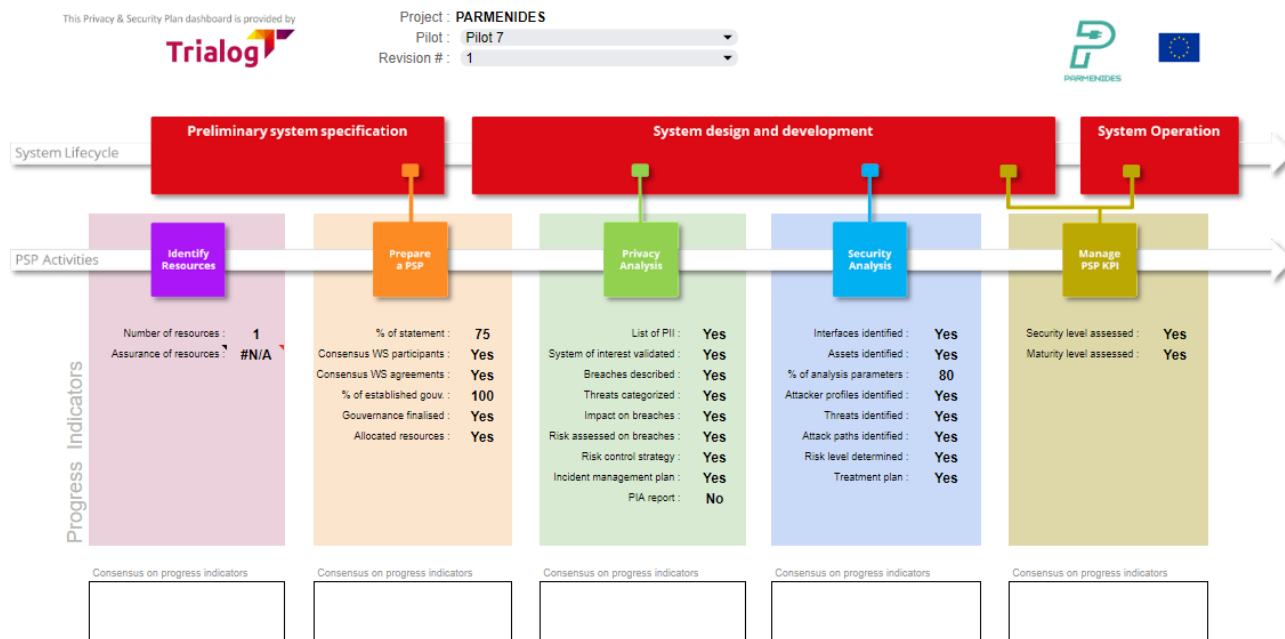 This Privacy & Security Plan dashboard is provided by
Trialog
Project : PARMENIDES
Pilot : Pilot 7
Revision # : 1
PARMENIDES
System Lifecycle
Preliminary system specification
System design and development
System Operation
PSP Activities
Identify
Resources
Prepare
a PSP
Privacy
Analysis
Security
Analysis
Manage
PSP KPI
Progress Indicators
Number of resources : 1
Assurance of resources : #N/A
% of statement : 75
Consensus WS participants : Yes
Consensus WS agreements : Yes
% of established gouv. : 100
Gouvernance finalised : Yes
Allocated resources : Yes
List of PII : Yes
System of interest validated : Yes
Breaches described : Yes
Threats categorized : Yes
Impact on breaches : Yes
Risk assessed on breaches : Yes
Risk control strategy : Yes
Incident management plan : Yes
PIA report : No
Interfaces identified : Yes
Assets identified : Yes
% of analysis parameters : 80
Attacker profiles identified : Yes
Threats identified : Yes
Attack paths identified : Yes
Risk level determined : Yes
Treatment plan : Yes
Security level assessed : Yes
Maturity level assessed : Yes
Consensus on progress indicators
Consensus on progress indicators
Consensus on progress indicators
Consensus on progress indicators
Consensus on progress indicators